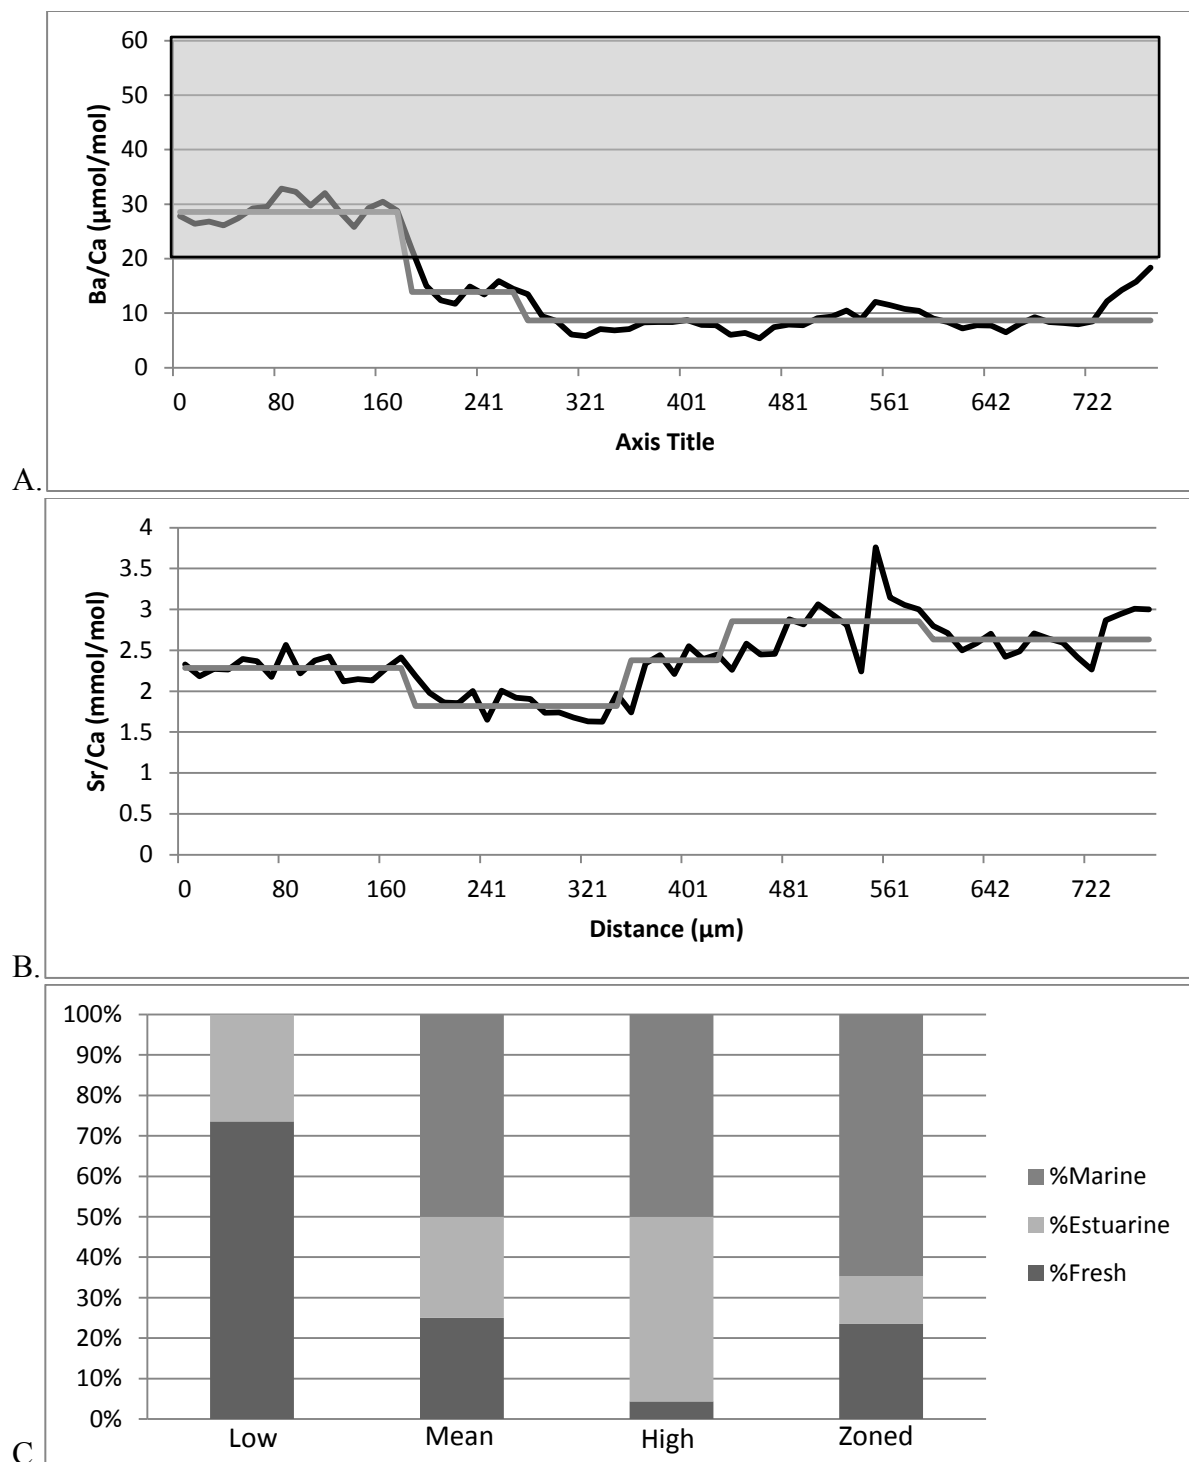 60
50
40
30
20
10
0
Ba/Ca (µmol/mol)
0 80 160 241 321 401 481 561 642 722
Axis Title
A.
4
3.5
3
2.5
2
1.5
1
0.5
0
Sr/Ca (mmol/mol)
0 80 160 241 321 401 481 561 642 722
Distance (µm)
B.
100%
90%
80%
70%
60%
50%
40%
30%
20%
10%
0%
Low Mean High Zoned
%Marine
%Estuarine
%Fresh
C